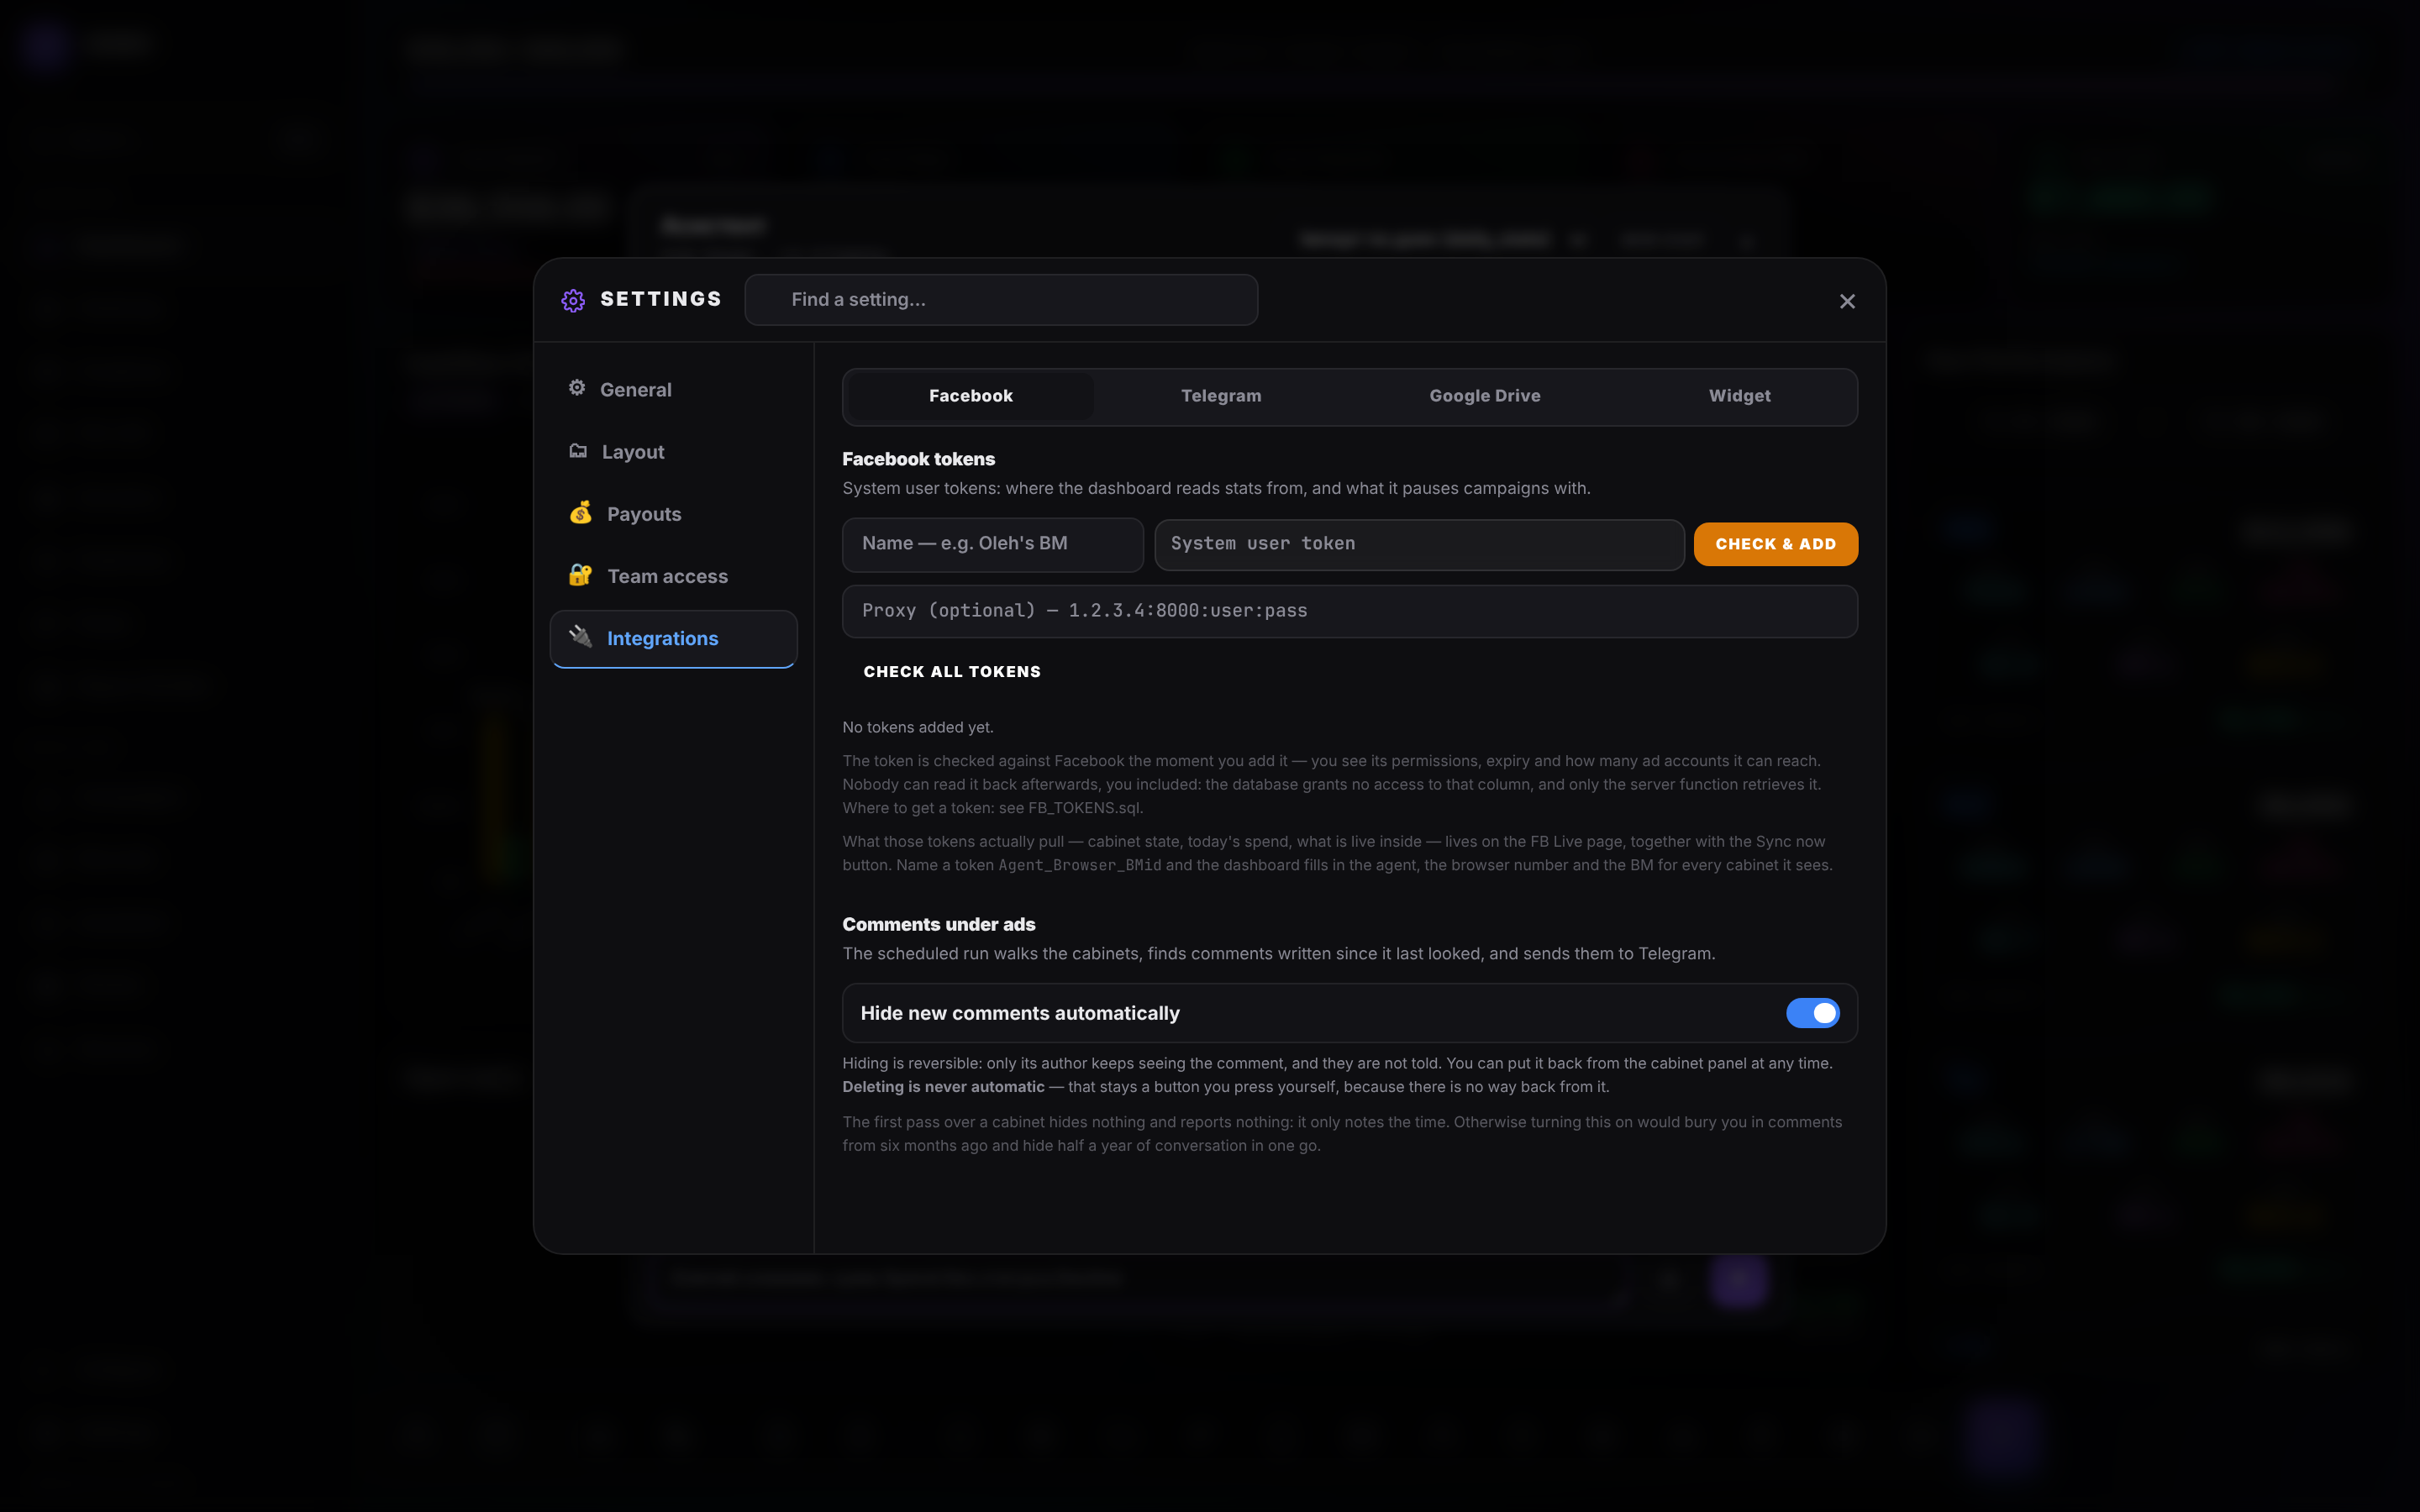 SETTINGS
Find a setting...
General
Layout
Payouts
Team access
Integrations
Facebook
Telegram
Google Drive
Widget
Facebook tokens
System user tokens: where the dashboard reads stats from, and what it pauses campaigns with.
Name — e.g. Oleh's BM
System user token
CHECK & ADD
Proxy (optional) — 1.2.3.4:8000:user:pass
CHECK ALL TOKENS
No tokens added yet.
The token is checked against Facebook the moment you add it — you see its permissions, expiry and how many ad accounts it can reach.
Nobody can read it back afterwards, you included: the database grants no access to that column, and only the server function retrieves it.
Where to get a token: see FB_TOKENS.sql.
What those tokens actually pull — cabinet state, today's spend, what is live inside — lives on the FB Live page, together with the Sync now
button. Name a token Agent_Browser_BMid and the dashboard fills in the agent, the browser number and the BM for every cabinet it sees.
Comments under ads
The scheduled run walks the cabinets, finds comments written since it last looked, and sends them to Telegram.
Hide new comments automatically
Hiding is reversible: only its author keeps seeing the comment, and they are not told. You can put it back from the cabinet panel at any time.
Deleting is never automatic — that stays a button you press yourself, because there is no way back from it.
The first pass over a cabinet hides nothing and reports nothing: it only notes the time. Otherwise turning this on would bury you in comments
from six months ago and hide half a year of conversation in one go.